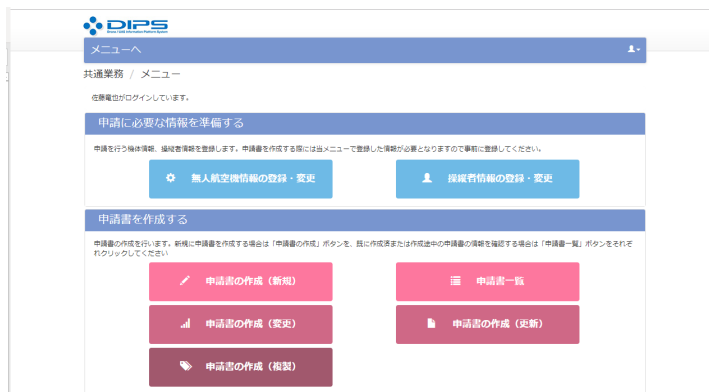 DIPS
Drone / UAS Information Platform System
メニューへ
共通業務 / メニュー
佐藤電也がログインしています。
申請に必要な情報を準備する
申請を行う機体情報、操縦者情報を登録します。申請書を作成する際には当メニューで登録した情報が必要となりますので事前に登録してください。
無人航空機情報の登録・変更
操縦者情報の登録・変更
申請書を作成する
申請書の作成を行います。新規に申請書を作成する場合は「申請書の作成」ボタンを、既に作成済または作成途中の申請書の情報を確認する場合は「申請書一覧」ボタンをそれぞ
れクリックしてください
申請書の作成（新規）
申請書一覧
申請書の作成（変更）
申請書の作成（更新）
申請書の作成（複製）